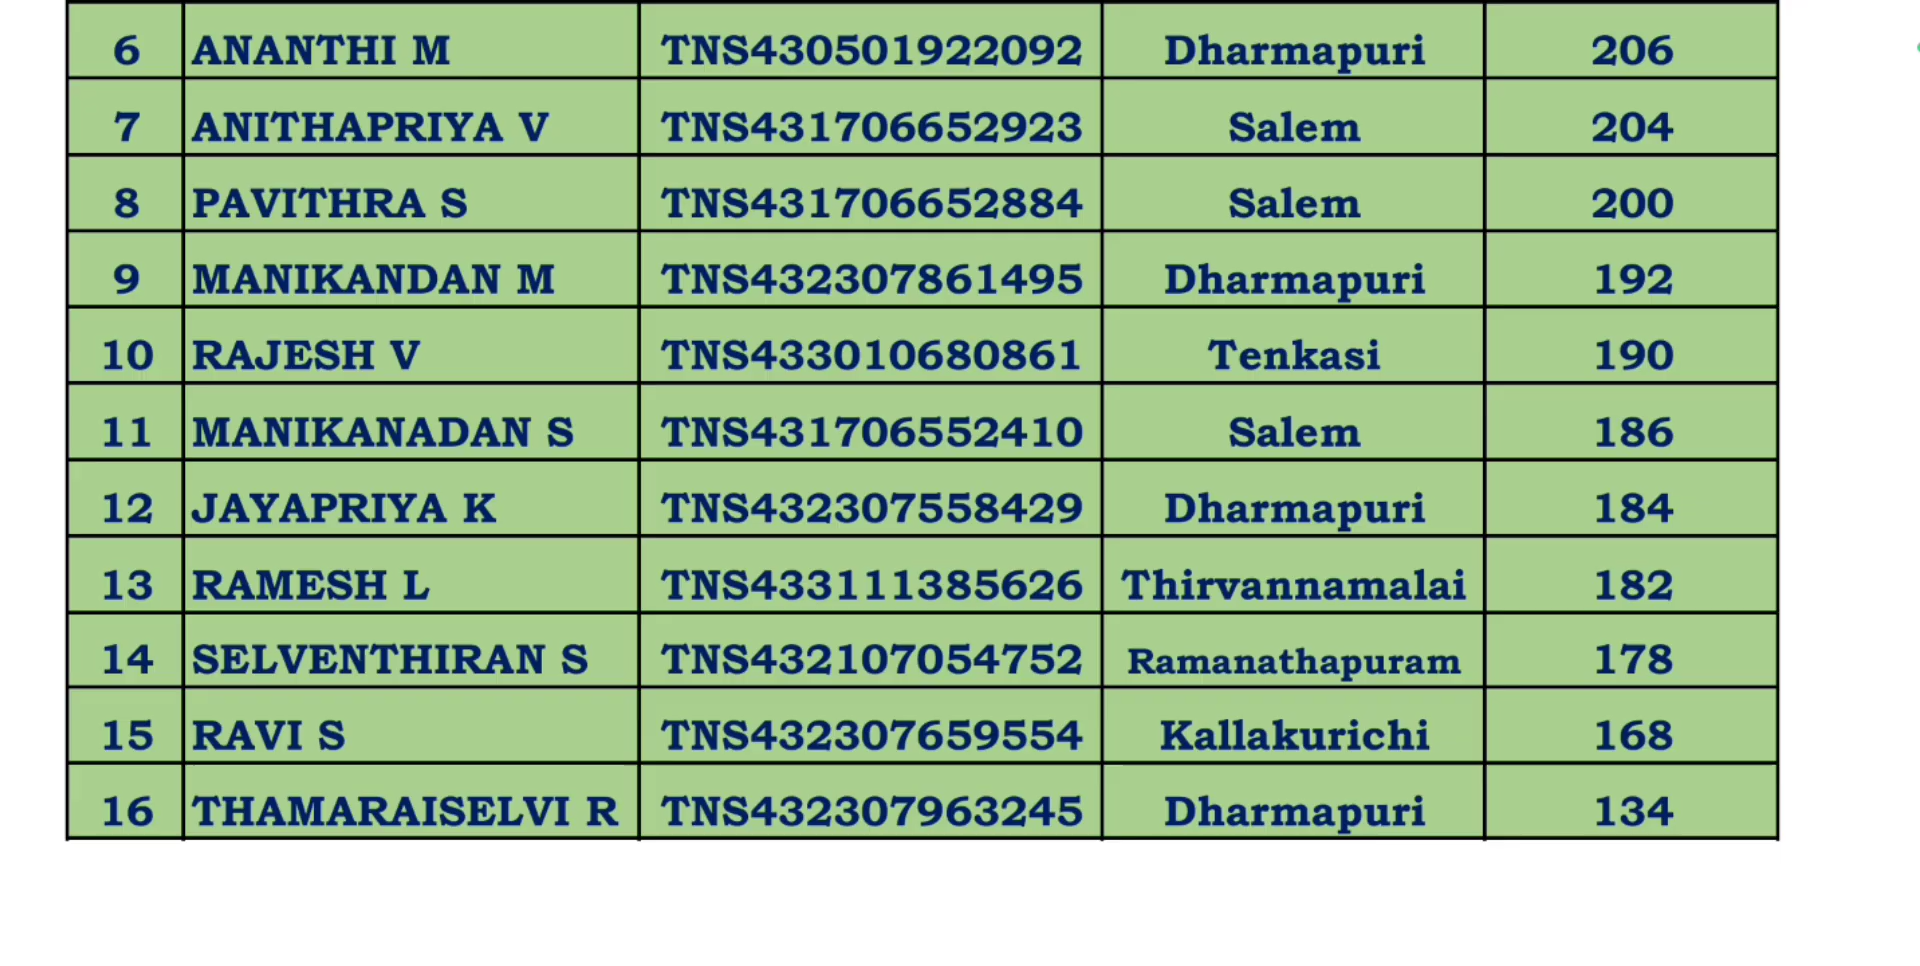 6 ANANTHI M TNS430501922092 Dharmapuri 206
7 ANITHAPRIYA V TNS431706652923 Salem 204
8 PAVITHRA S TNS431706652884 Salem 200
9 MANIKANDAN M TNS432307861495 Dharmapuri 192
10 RAJESH V TNS433010680861 Tenkasi 190
11 MANIKANADAN S TNS431706552410 Salem 186
12 JAYAPRIYA K TNS432307558429 Dharmapuri 184
13 RAMESH L TNS433111385626 Thirvannamalai 182
14 SELVENTHIRAN S TNS432107054752 Ramanathapuram 178
15 RAVI S TNS432307659554 Kallakurichi 168
16 THAMARAISELVI R TNS432307963245 Dharmapuri 134